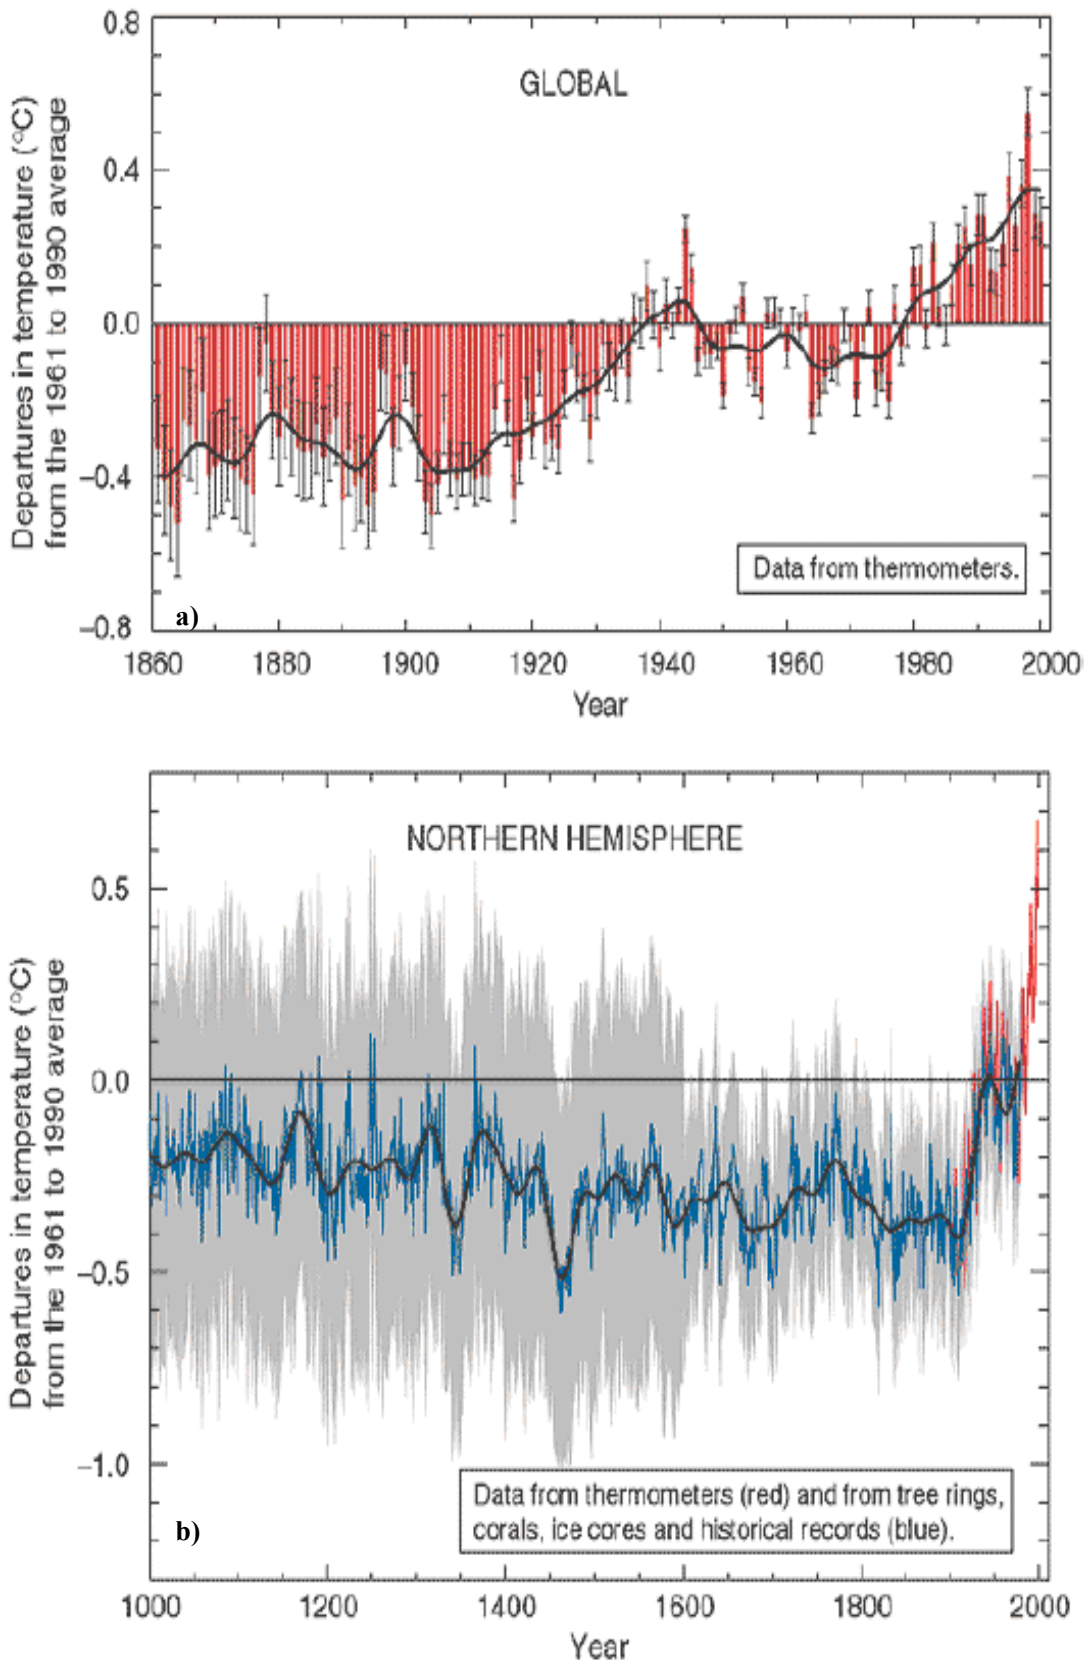 0.8
GLOBAL
0.4
0.0
−0.4
−0.8
Departures in temperature (°C)
from the 1961 to 1990 average
Data from thermometers.
a)
1860 1880 1900 1920 1940 1960 1980 2000
Year
NORTHERN HEMISPHERE
0.5
0.0
−0.5
−1.0
Departures in temperature (°C)
from the 1961 to 1990 average
Data from thermometers (red) and from tree rings,
corals, ice cores and historical records (blue).
b)
1000 1200 1400 1600 1800 2000
Year